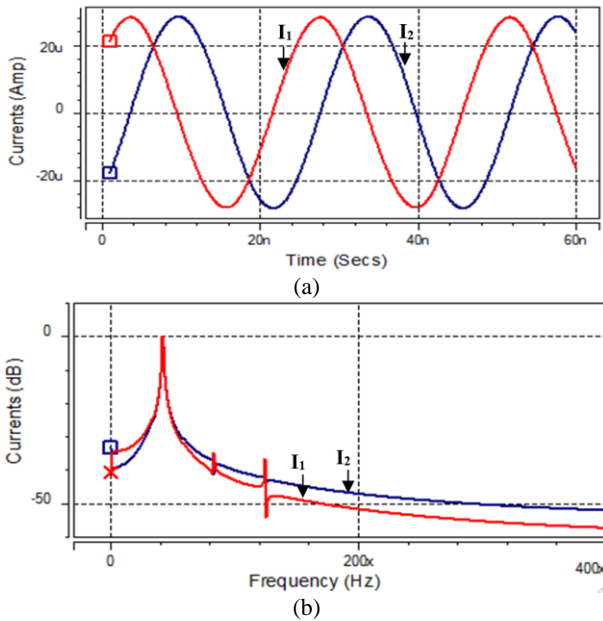 20u
0
-20u
Currents (Amp)
I1
I2
0
20n
40n
60n
Time (Secs)
(a)
0
-50
Currents (dB)
I1
I2
0
200x
400x
Frequency (Hz)
(b)